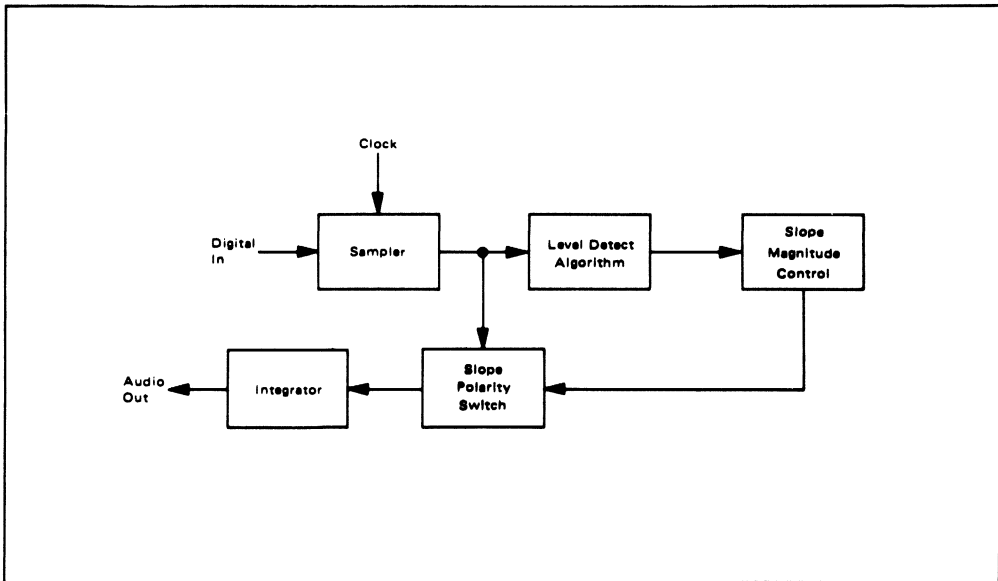 Clock
Digital
In
Sampler
Level Detect
Algorithm
Slope
Magnitude
Control
Audio
Out
Integrator
Slope
Polarity
Switch